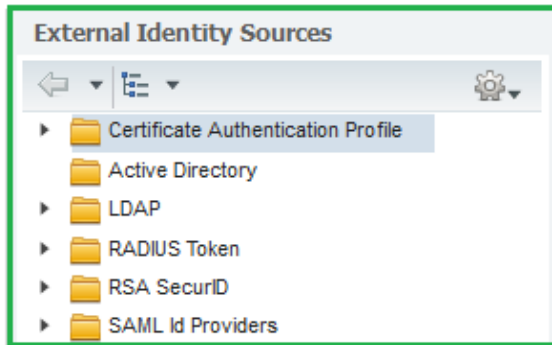 External Identity Sources
Certificate Authentication Profile
Active Directory
LDAP
RADIUS Token
RSA SecurID
SAML Id Providers